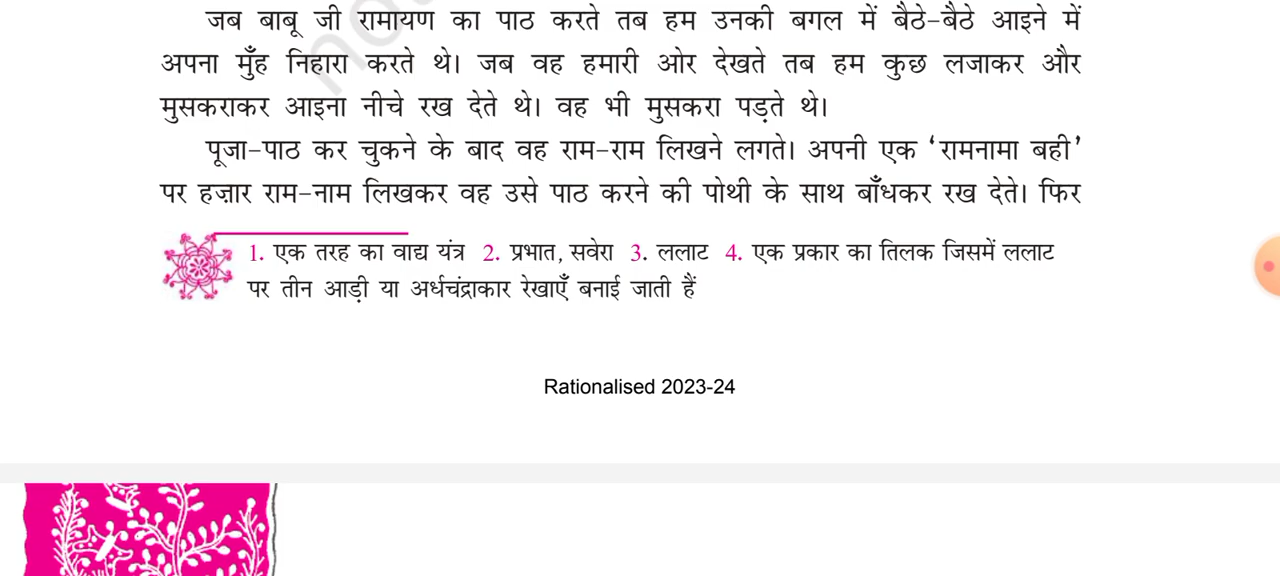 जब बाबू जी रामायण का पाठ करते तब हम उनकी बगल में बैठे-बैठे आइने में
अपना मुँह निहारा करते थे। जब वह हमारी ओर देखते तब हम कुछ लजाकर और
मुसकराकर आइना नीचे रख देते थे। वह भी मुसकरा पड़ते थे।
पूजा-पाठ कर चुकने के बाद वह राम-राम लिखने लगते। अपनी एक ‘रामनामा बही’
पर हज़ार राम-नाम लिखकर वह उसे पाठ करने की पोथी के साथ बाँधकर रख देते। फिर
1. एक तरह का वाद्य यंत्र 2. प्रभात, सवेरा 3. ललाट 4. एक प्रकार का तिलक जिसमें ललाट
पर तीन आड़ी या अर्धचंद्राकार रेखाएँ बनाई जाती हैं
Rationalised 2023-24